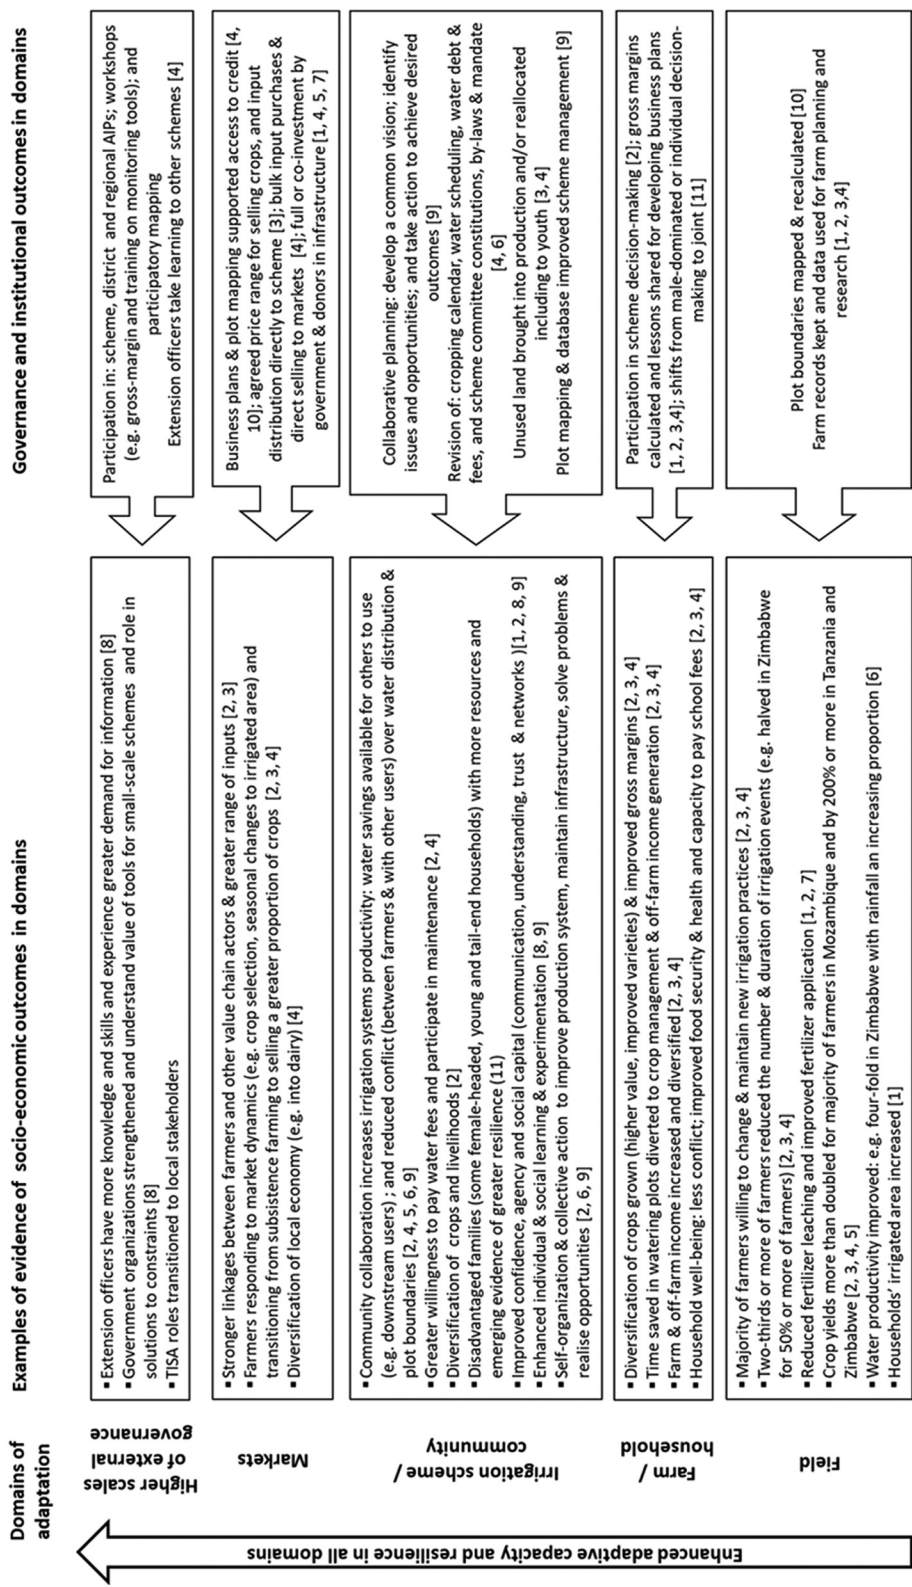 Domains of
adaptation
Examples of evidence of socio-economic outcomes in domains
Governance and institutional outcomes in domains
Enhanced adaptive capacity and resilience in all domains
Higher scales
of external
governance
▪ Extension officers have more knowledge and skills and experience greater demand for information [8]
▪ Government organizations strengthened and understand value of tools for small-scale schemes and role in
solutions to constraints [8]
▪ TISA roles transitioned to local stakeholders
Participation in: scheme, district and regional AIPs; workshops
(e.g. gross-margin and training on monitoring tools); and
participatory mapping
Extension officers take learning to other schemes [4]
Markets
▪ Stronger linkages between farmers and other value chain actors & greater range of inputs [2, 3]
▪ Farmers responding to market dynamics (e.g. crop selection, seasonal changes to irrigated area) and
transitioning from subsistence farming to selling a greater proportion of crops [2, 3, 4]
▪ Diversification of local economy (e.g. into dairy) [4]
Business plans & plot mapping supported access to credit [4,
10]; agreed price range for selling crops, and input
distribution directly to scheme [3]; bulk input purchases &
direct selling to markets [4]; full or co-investment by
government & donors in infrastructure [1, 4, 5, 7]
Irrigation scheme /
community
▪ Community collaboration increases irrigation systems productivity: water savings available for others to use
(e.g. downstream users) ; and reduced conflict (between farmers & with other users) over water distribution &
plot boundaries [2, 4, 5, 6, 9]
▪ Greater willingness to pay water fees and participate in maintenance [2, 4]
▪ Diversification of crops and livelihoods [2]
▪ Disadvantaged families (some female-headed, young and tail-end households) with more resources and
emerging evidence of greater resilience (11)
▪ Improved confidence, agency and social capital (communication, understanding, trust & networks )[1, 2, 8, 9]
▪ Enhanced individual & social learning & experimentation [8, 9]
▪ Self-organization & collective action to improve production system, maintain infrastructure, solve problems &
realise opportunities [2, 6, 9]
Collaborative planning: develop a common vision; identify
issues and opportunities; and take action to achieve desired
outcomes [9]
Revision of: cropping calendar, water scheduling, water debt &
fees, and scheme committee constitutions, by-laws & mandate
[4, 6]
Unused land brought into production and/or reallocated
including to youth [3, 4]
Plot mapping & database improved scheme management [9]
Farm /
household
▪ Diversification of crops grown (higher value, improved varieties) & improved gross margins [2, 3, 4]
▪ Time saved in watering plots diverted to crop management & off-farm income generation [2, 3, 4]
▪ Farm & off-farm income increased and diversified [2, 3, 4]
▪ Household well-being: less conflict; improved food security & health and capacity to pay school fees [2, 3, 4]
Participation in scheme decision-making [2]; gross margins
calculated and lessons shared for developing business plans
[1, 2, 3,4]; shifts from male-dominated or individual decision-
making to joint [11]
Field
▪ Majority of farmers willing to change & maintain new irrigation practices [2, 3, 4]
▪ Two-thirds or more of farmers reduced the number & duration of irrigation events (e.g. halved in Zimbabwe
for 50% or more of farmers) [2, 3, 4]
▪ Reduced fertilizer leaching and improved fertilizer application [1, 2, 7]
▪ Crop yields more than doubled for majority of farmers in Mozambique and by 200% or more in Tanzania and
Zimbabwe [2, 3, 4, 5]
▪ Water productivity improved: e.g. four-fold in Zimbabwe with rainfall an increasing proportion [6]
▪ Households' irrigated area increased [1]
Plot boundaries mapped & recalculated [10]
Farm records kept and data used for farm planning and
research [1, 2, 3,4]